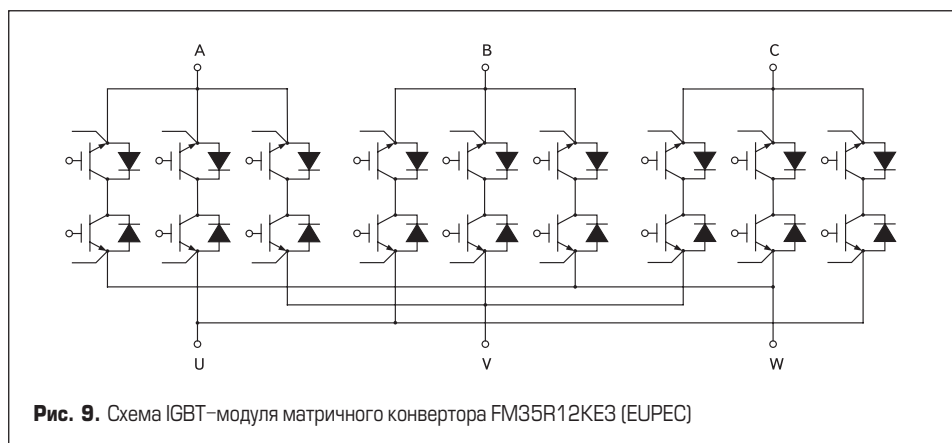 A B C
U V W
Рис. 9. Схема IGBT-модуля матричного конвертора FM35R12KE3 (EUPEC)